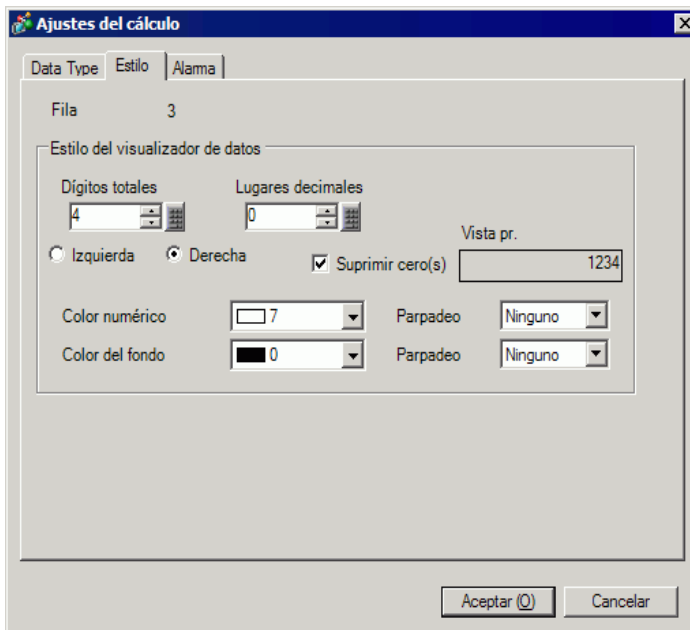 Ajustes del cálculo
Data Type Estilo Alarma
Fila 3
Estilo del visualizador de datos
Dígitos totales Lugares decimales
4 0
Vista pr.
Izquierda Derecha Suprimir cero(s) 1234
Color numérico 7 Parpadeo Ninguno
Color del fondo 0 Parpadeo Ninguno
Aceptar (O) Cancelar